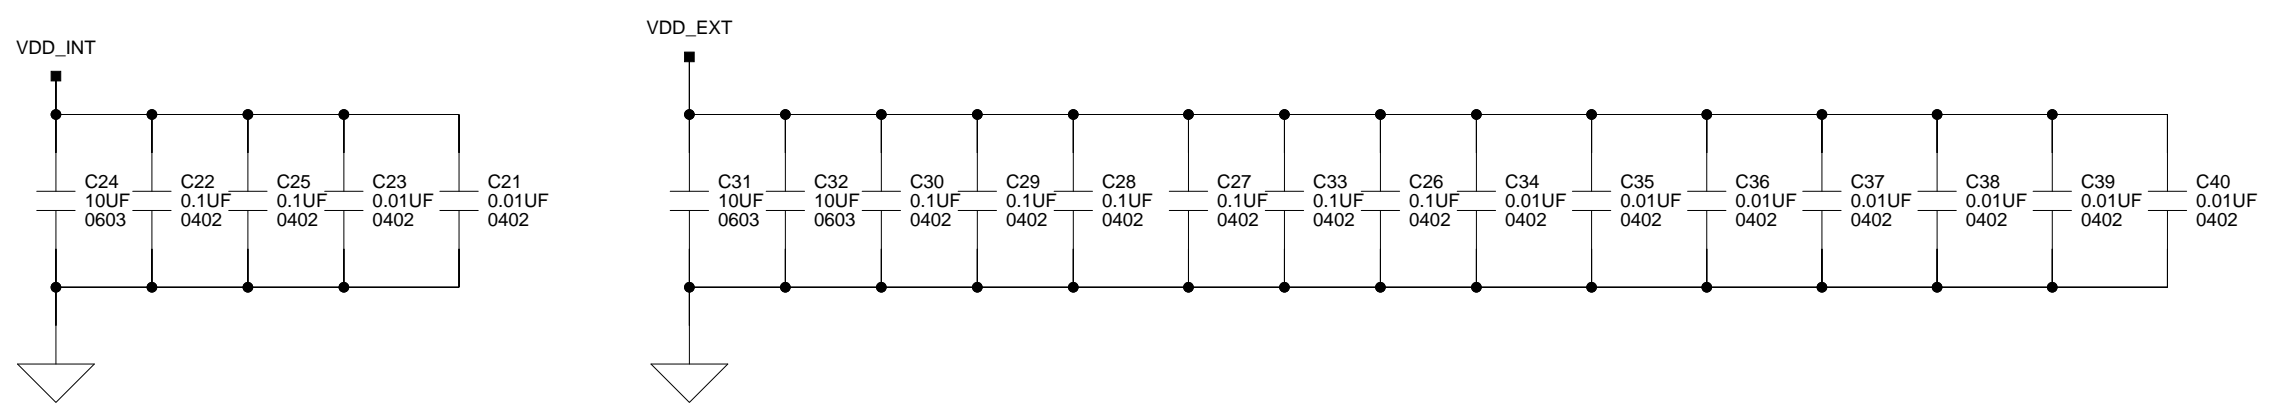 VDD_INT
C24
10UF
0603
C22
0.1UF
0402
C25
0.1UF
0402
C23
0.01UF
0402
C21
0.01UF
0402
VDD_EXT
C31
10UF
0603
C32
10UF
0603
C30
0.1UF
0402
C29
0.1UF
0402
C28
0.1UF
0402
C27
0.1UF
0402
C33
0.1UF
0402
C26
0.1UF
0402
C34
0.01UF
0402
C35
0.01UF
0402
C36
0.01UF
0402
C37
0.01UF
0402
C38
0.01UF
0402
C39
0.01UF
0402
C40
0.01UF
0402